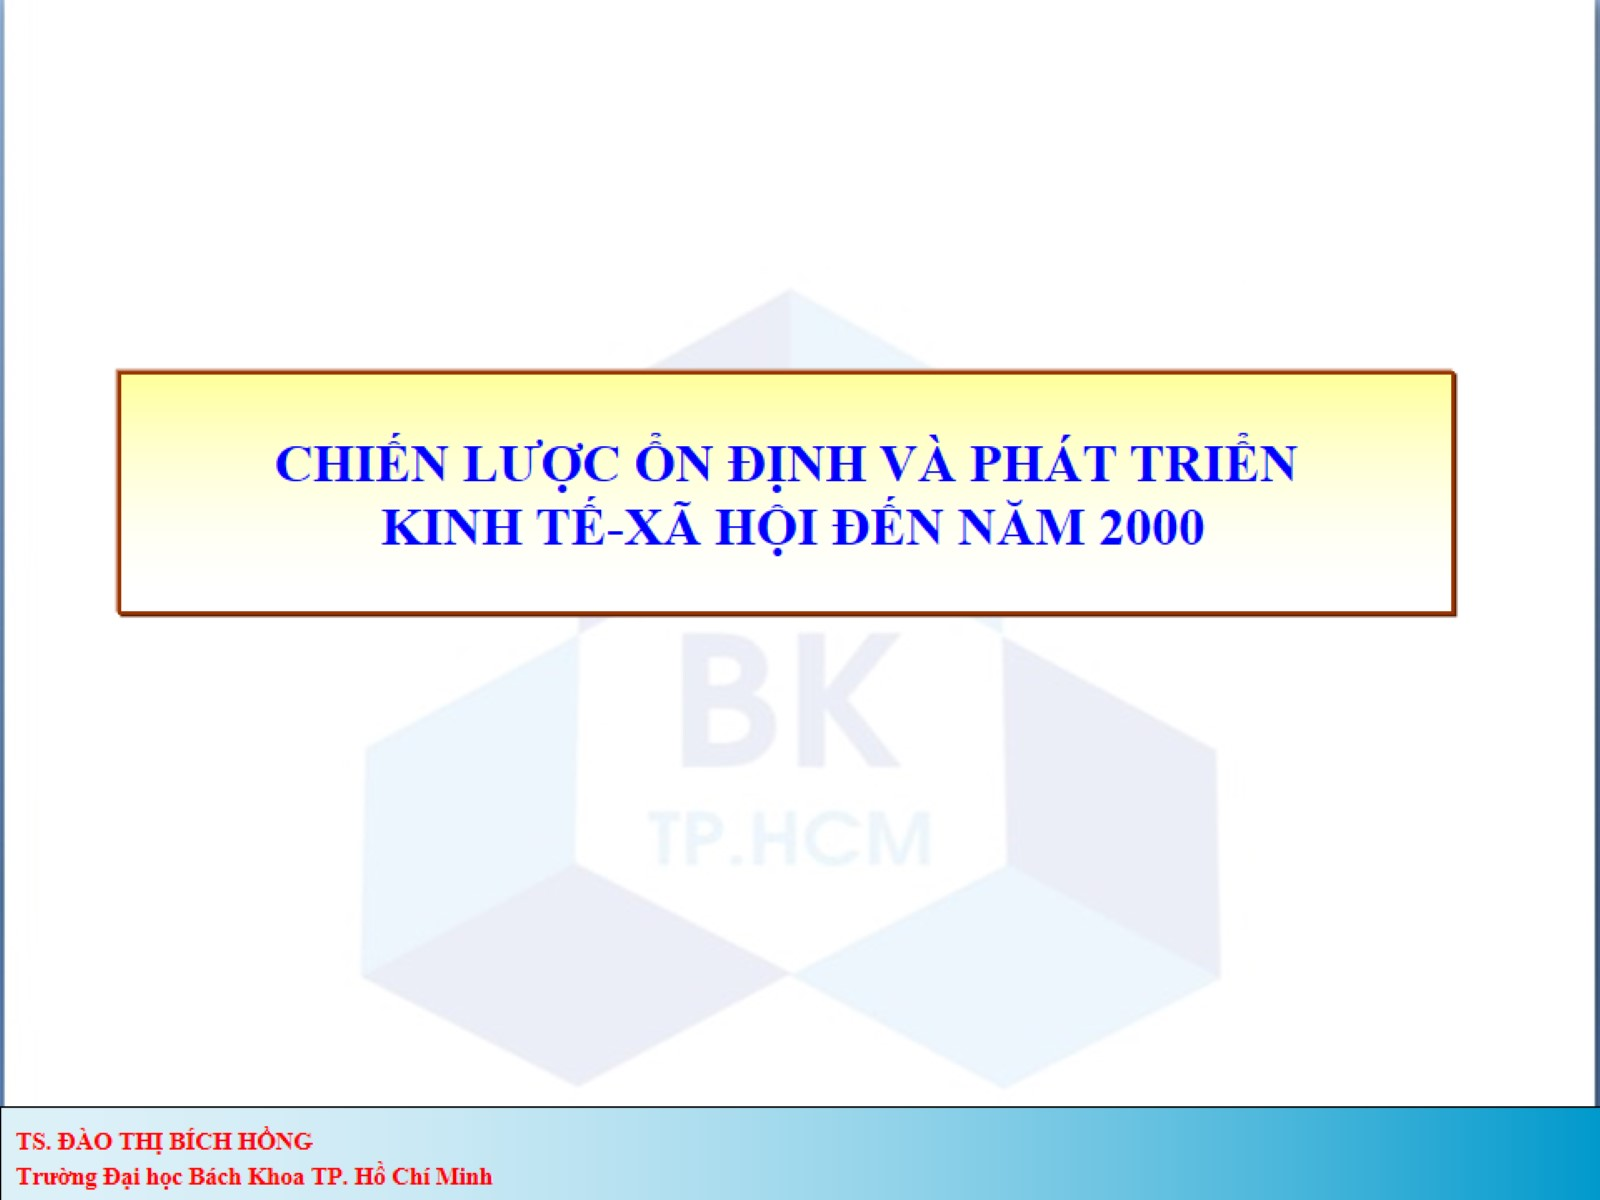 CHIẾN LƯỢC ỔN ĐỊNH VÀ PHÁT TRIỂN
KINH TẾ-XÃ HỘI ĐẾN NĂM 2000
BK
TP.HCM
TS. ĐÀO THỊ BÍCH HỒNG
Trường Đại học Bách Khoa TP. Hồ Chí Minh